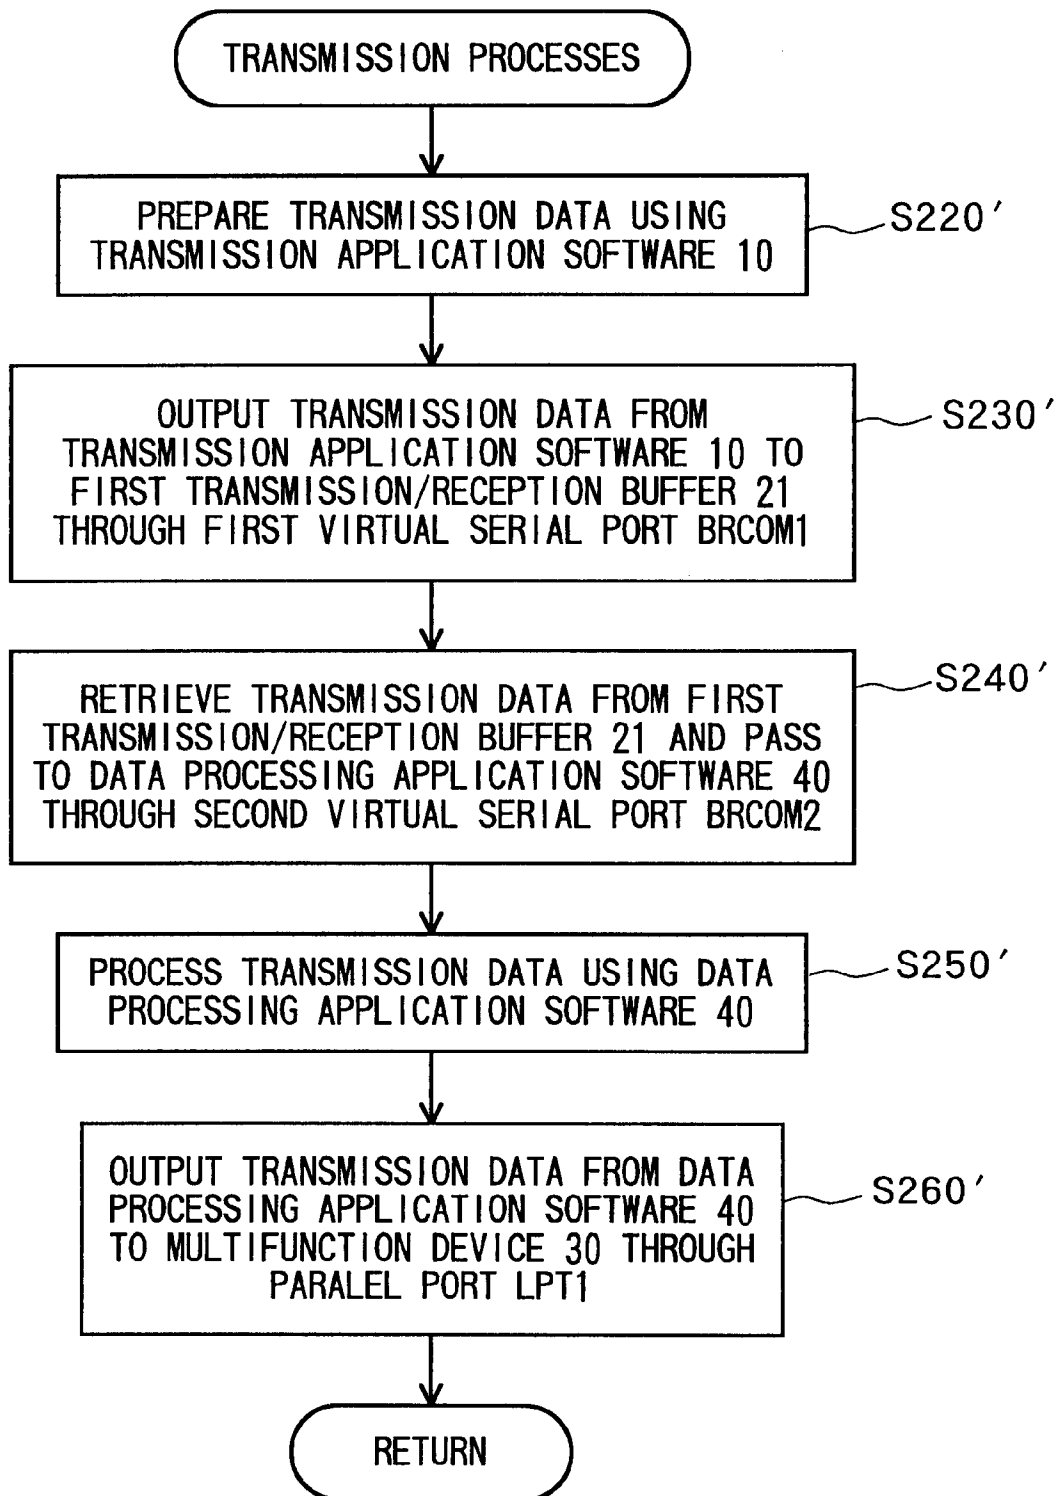 TRANSMISSION PROCESSES
PREPARE TRANSMISSION DATA USING
TRANSMISSION APPLICATION SOFTWARE 10
S220'
OUTPUT TRANSMISSION DATA FROM
TRANSMISSION APPLICATION SOFTWARE 10 TO
FIRST TRANSMISSION/RECEPTION BUFFER 21
THROUGH FIRST VIRTUAL SERIAL PORT BRCOM1
S230'
RETRIEVE TRANSMISSION DATA FROM FIRST
TRANSMISSION/RECEPTION BUFFER 21 AND PASS
TO DATA PROCESSING APPLICATION SOFTWARE 40
THROUGH SECOND VIRTUAL SERIAL PORT BRCOM2
S240'
PROCESS TRANSMISSION DATA USING DATA
PROCESSING APPLICATION SOFTWARE 40
S250'
OUTPUT TRANSMISSION DATA FROM DATA
PROCESSING APPLICATION SOFTWARE 40
TO MULTIFUNCTION DEVICE 30 THROUGH
PARALEL PORT LPT1
S260'
RETURN